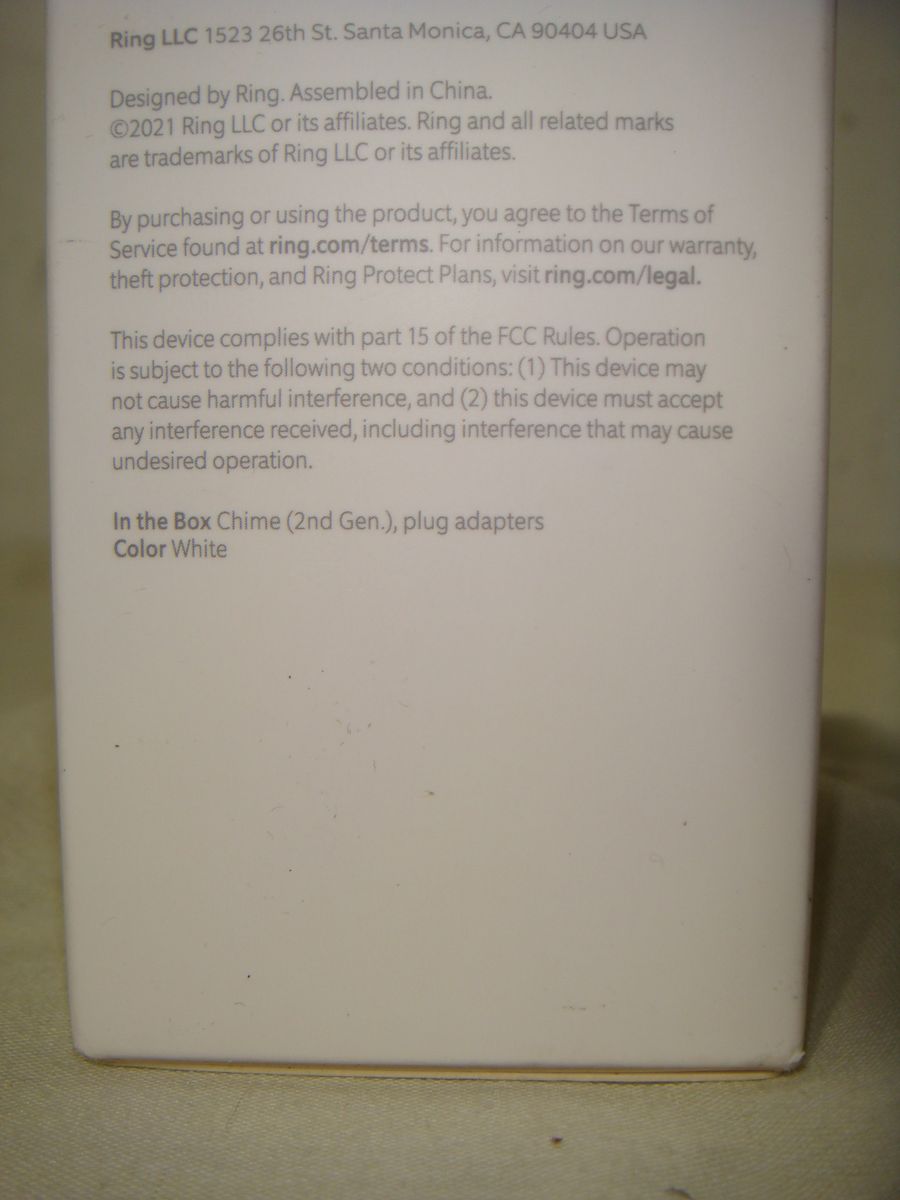 Ring LLC 1523 26th St. Santa Monica, CA 90404 USA
Designed by Ring. Assembled in China.
©2021 Ring LLC or its affiliates. Ring and all related marks
are trademarks of Ring LLC or its affiliates.
By purchasing or using the product, you agree to the Terms of
Service found at ring.com/terms. For information on our warranty,
theft protection, and Ring Protect Plans, visit ring.com/legal.
This device complies with part 15 of the FCC Rules. Operation
is subject to the following two conditions: (1) This device may
not cause harmful interference, and (2) this device must accept
any interference received, including interference that may cause
undesired operation.
In the Box Chime (2nd Gen.), plug adapters
Color White